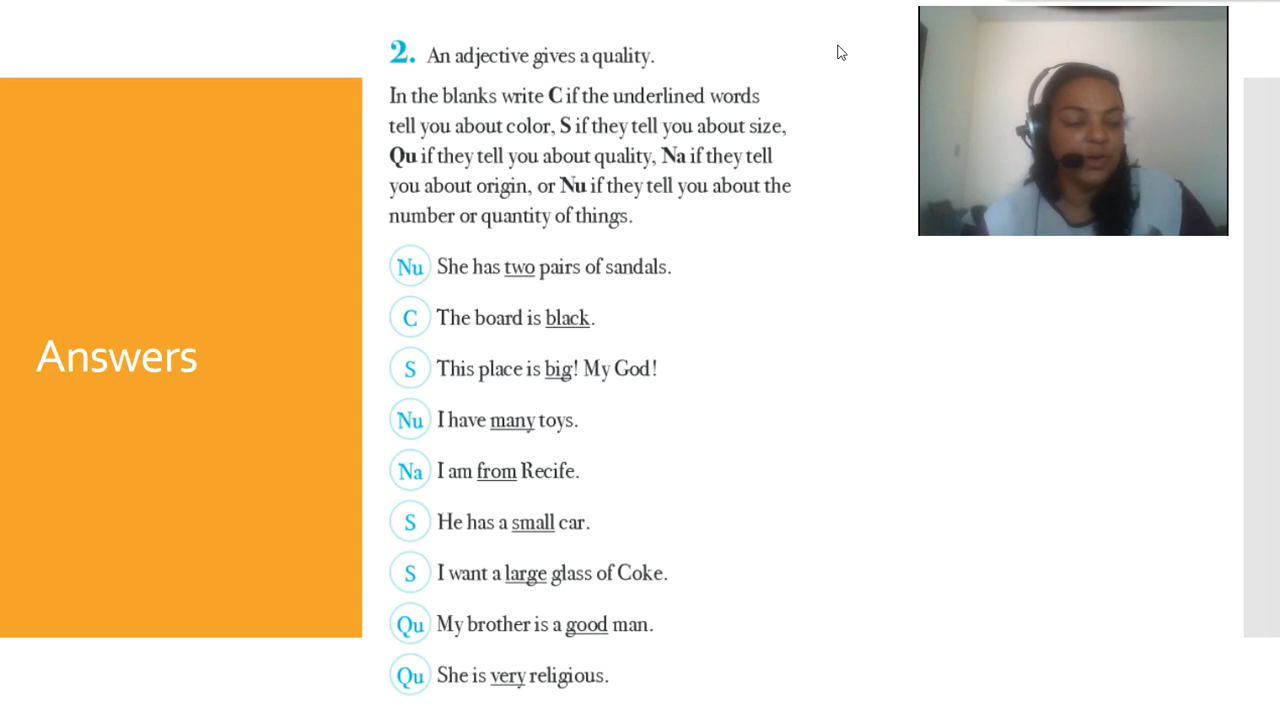 Answers
2. An adjective gives a quality.
In the blanks write C if the underlined words
tell you about color, S if they tell you about size,
Qu if they tell you about quality, Na if they tell
you about origin, or Nu if they tell you about the
number or quantity of things.
Nu She has two pairs of sandals.
C The board is black.
S This place is big! My God!
Nu I have many toys.
Na I am from Recife.
S He has a small car.
S I want a large glass of Coke.
Qu My brother is a good man.
Qu She is very religious.